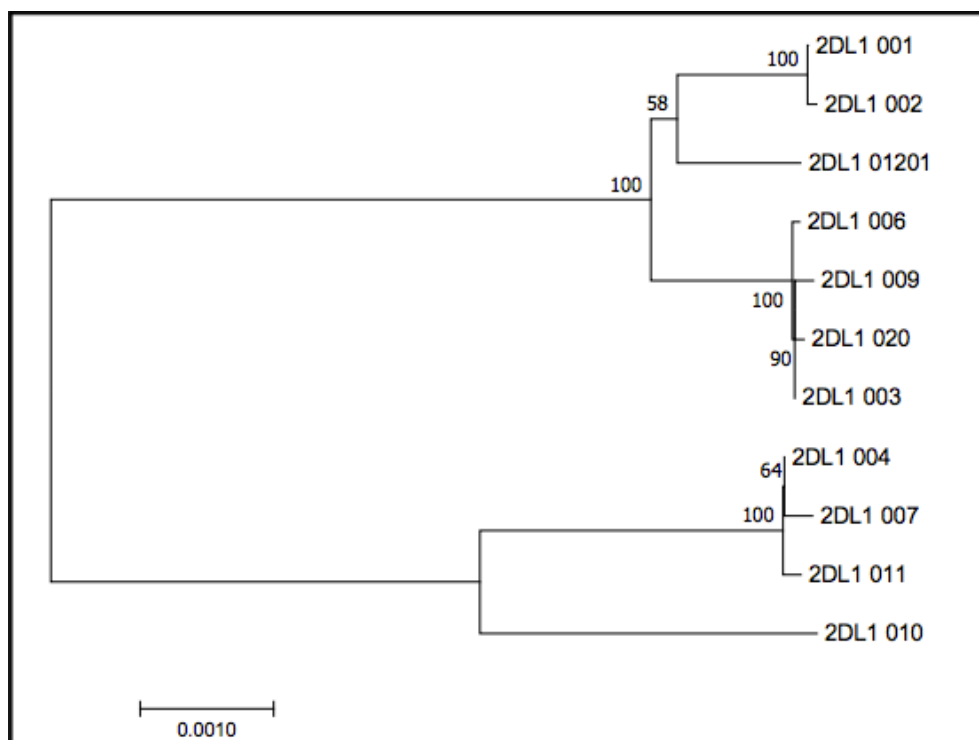 2DL1 001
100
2DL1 002
58
2DL1 01201
100
2DL1 006
2DL1 009
100
2DL1 020
90
2DL1 003
2DL1 004
64
2DL1 007
100
2DL1 011
2DL1 010
0.0010